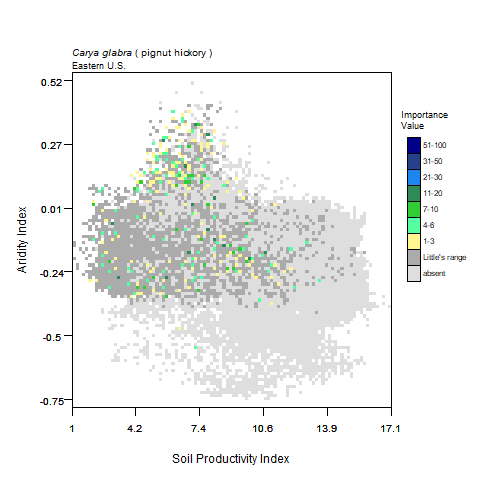 Carya glabra ( pignut hickory )
Eastern U.S.
Importance
Value
51-100
31-50
21-30
11-20
7-10
4-6
1-3
Little's range
absent
0.52
0.27
0.01
-0.24
-0.5
-0.75
Aridity Index
1 4.2 7.4 10.6 13.9 17.1
Soil Productivity Index